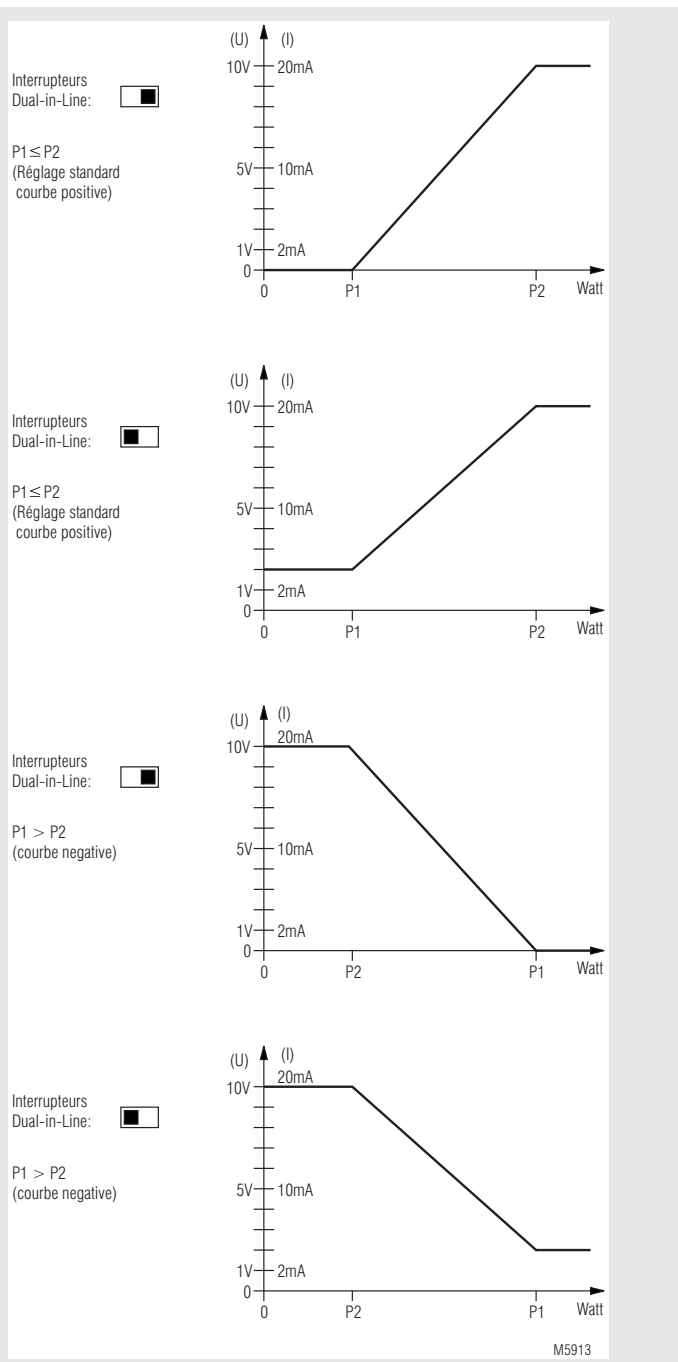 (U) (I)
10V 20mA
Interrupteurs
Dual-in-Line:
P1≤P2
(Réglage standard
courbe positive)
5V 10mA
1V 2mA
0
0 P1 P2 Watt
(U) (I)
10V 20mA
Interrupteurs
Dual-in-Line:
P1≤P2
(Réglage standard
courbe positive)
5V 10mA
1V 2mA
0
0 P1 P2 Watt
(U) (I)
10V 20mA
Interrupteurs
Dual-in-Line:
P1 > P2
(courbe negative)
5V 10mA
1V 2mA
0
0 P2 P1 Watt
(U) (I)
10V 20mA
Interrupteurs
Dual-in-Line:
P1 > P2
(courbe negative)
5V 10mA
1V 2mA
0
0 P2 P1 Watt
M5913